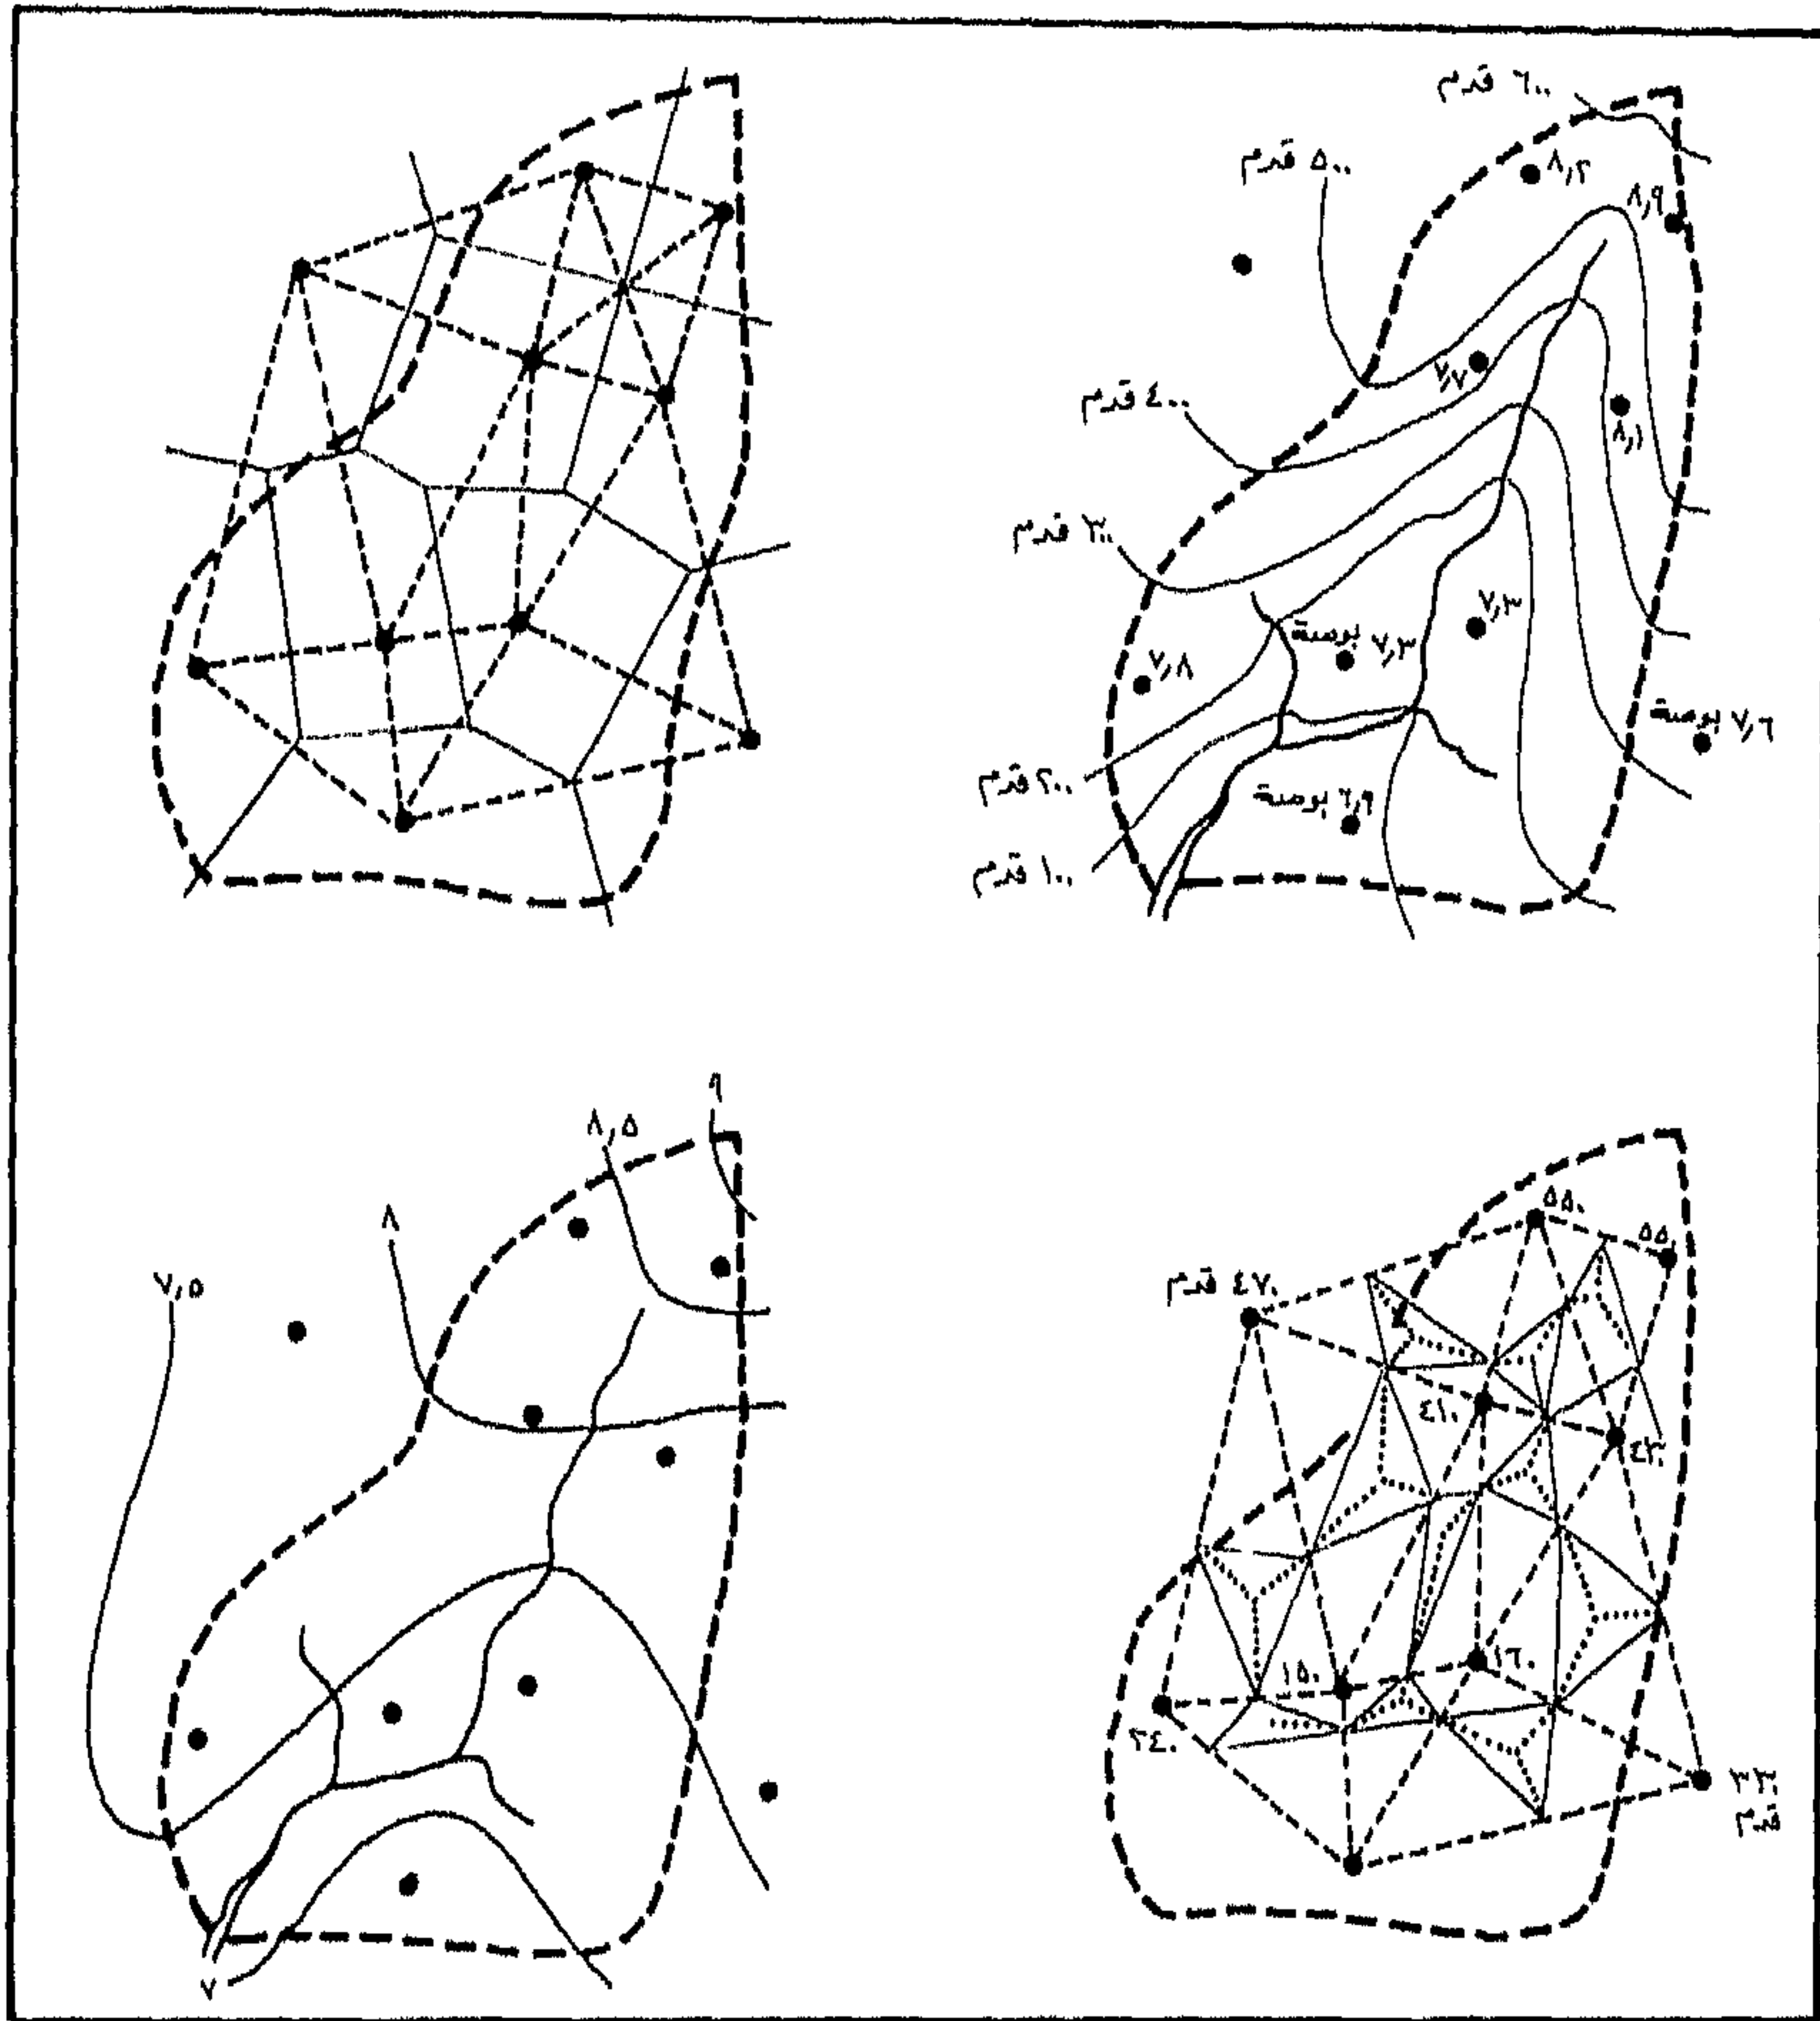 ٦٠٠ قدم
٨,٢
٥٠٠ قدم
٨,٩
٧,٧
٤٠٠ قدم
٨,١
٣٠٠ قدم
٧,٣
٧,٣ بوصة
٧,٨
٧,٦ بوصة
٢٠٠ قدم
٦,٩ بوصة
١٠٠ قدم
٩
٨,٥
٨
٧,٥
٧
٥٥٠
٥٥٠
٤٧٠ قدم
٤١٠
٤٣٠
١٦٠
١٥٠
٢٤٠
٣٣٠
قدم